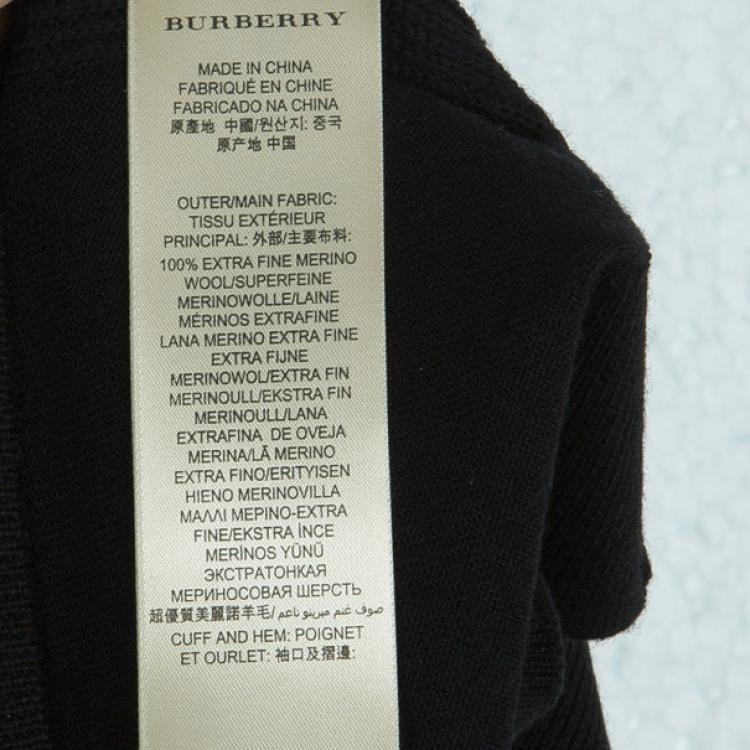 BURBERRY
MADE IN CHINA
FABRIQUÉ EN CHINE
FABRICADO NA CHINA
原產地 中國/원산지: 중국
原产地 中国
OUTER/MAIN FABRIC:
TISSU EXTÉRIEUR
PRINCIPAL: 外部/主要布料:
100% EXTRA FINE MERINO
WOOL/SUPERFEINE
MERINOWOLLE/LAINE
MÉRINOS EXTRAFINE
LANA MERINO EXTRA FINE
EXTRA FIJNE
MERINOWOL/EXTRA FIN
MERINOULL/EKSTRA FIN
MERINOULL/LANA
EXTRAFINA DE OVEJA
MERINA/LÃ MERINO
EXTRA FINO/ERITYISEN
HIENO MERINOVILLA
ΜΑΛΛΙ ΜΕΡΙΝΟ-EXTRA
FINE/EKSTRA İNCE
MERİNOS YÜNÜ
ЭКСТРАТОНКАЯ
МЕРИНОСОВАЯ ШЕРСТЬ
超優質美麗諾羊毛/صوف غنم ميرينو ناعم
CUFF AND HEM: POIGNET
ET OURLET: 袖口及摺邊: